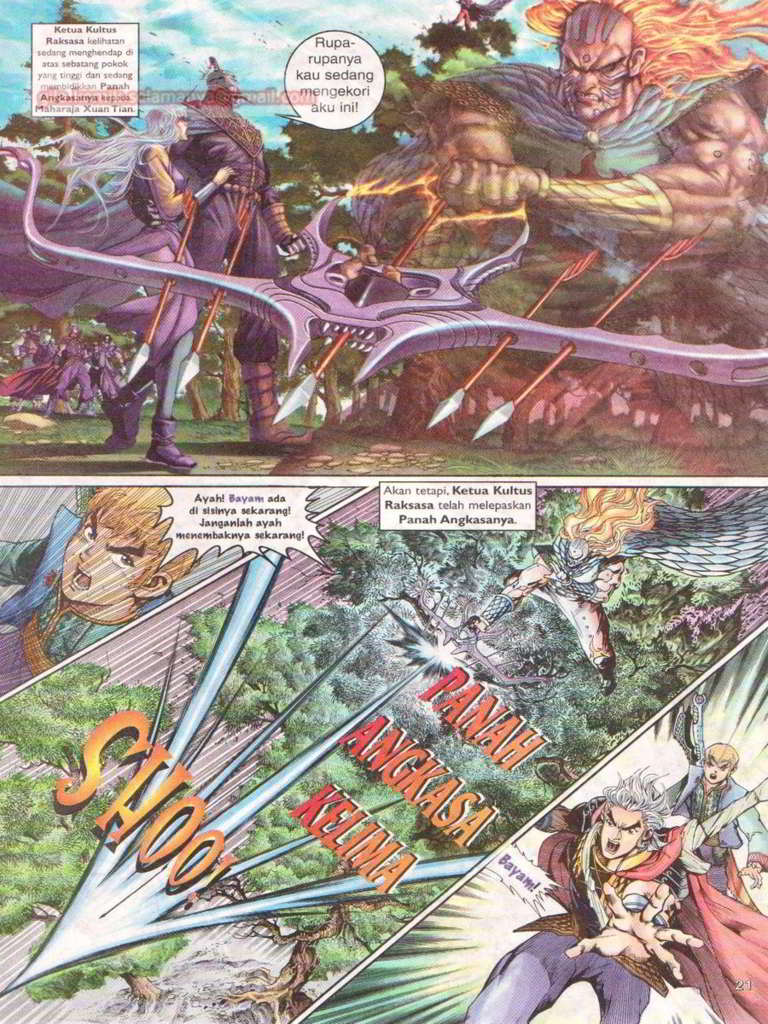 Ketua Kultus
Raksasa kelihatan
sedang menghendap di
atas sebatang pokok
yang tinggi dan sedang
membidikkan Panah
Angkasanya kepada
Maharaja Xuan Tian.
Rupa-
rupanya
kau sedang
mengekori
aku ini!
Ayah! Bayam ada
di sisinya sekarang!
Janganlah ayah
menembaknya sekarang!
Akan tetapi, Ketua Kultus
Raksasa telah melepaskan
Panah Angkasanya.
SHOOO!
PANAH
ANGKASA
KELIMA
Bayam!
21